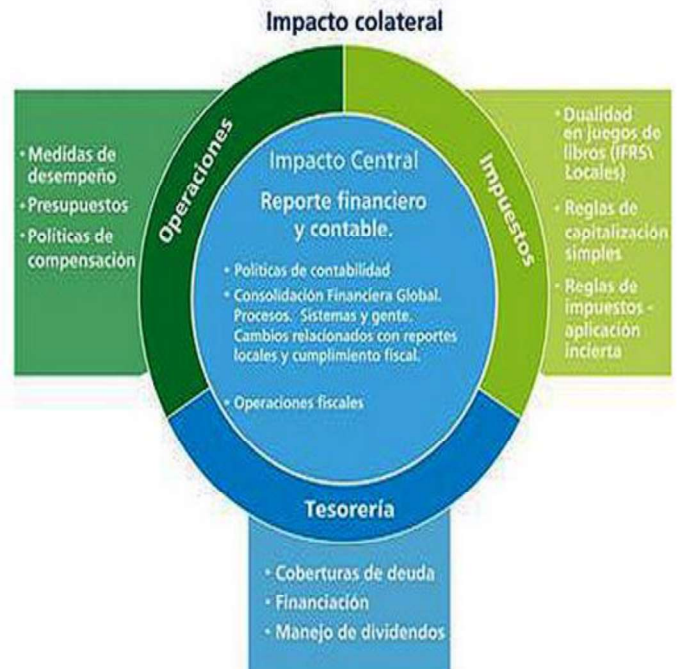 Impacto colateral
Operaciones
• Medidas de
desempeño
• Presupuestos
• Políticas de
compensación
Impacto Central
Reporte financiero
y contable.
• Políticas de contabilidad
• Consolidación Financiera Global.
Procesos. Sistemas y gente.
Cambios relacionados con reportes
locales y cumplimiento fiscal.
• Operaciones fiscales
Impuestos
• Dualidad
en juegos de
libros (IFRS\
Locales)
• Reglas de
capitalización
simples
• Reglas de
impuestos -
aplicación
incierta
Tesorería
• Coberturas de deuda
• Financiación
• Manejo de dividendos